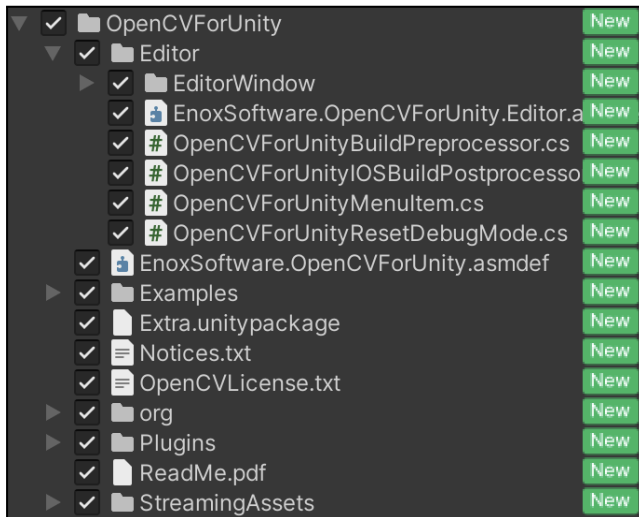 OpenCVForUnity New
Editor New
EditorWindow New
EnoxSoftware.OpenCVForUnity.Editor.a New
# OpenCVForUnityBuildPreprocessor.cs New
# OpenCVForUnityIOSBuildPostprocesso New
# OpenCVForUnityMenuItem.cs New
# OpenCVForUnityResetDebugMode.cs New
EnoxSoftware.OpenCVForUnity.asmdef New
Examples New
Extra.unitypackage New
Notices.txt New
OpenCVLicense.txt New
org New
Plugins New
ReadMe.pdf New
StreamingAssets New